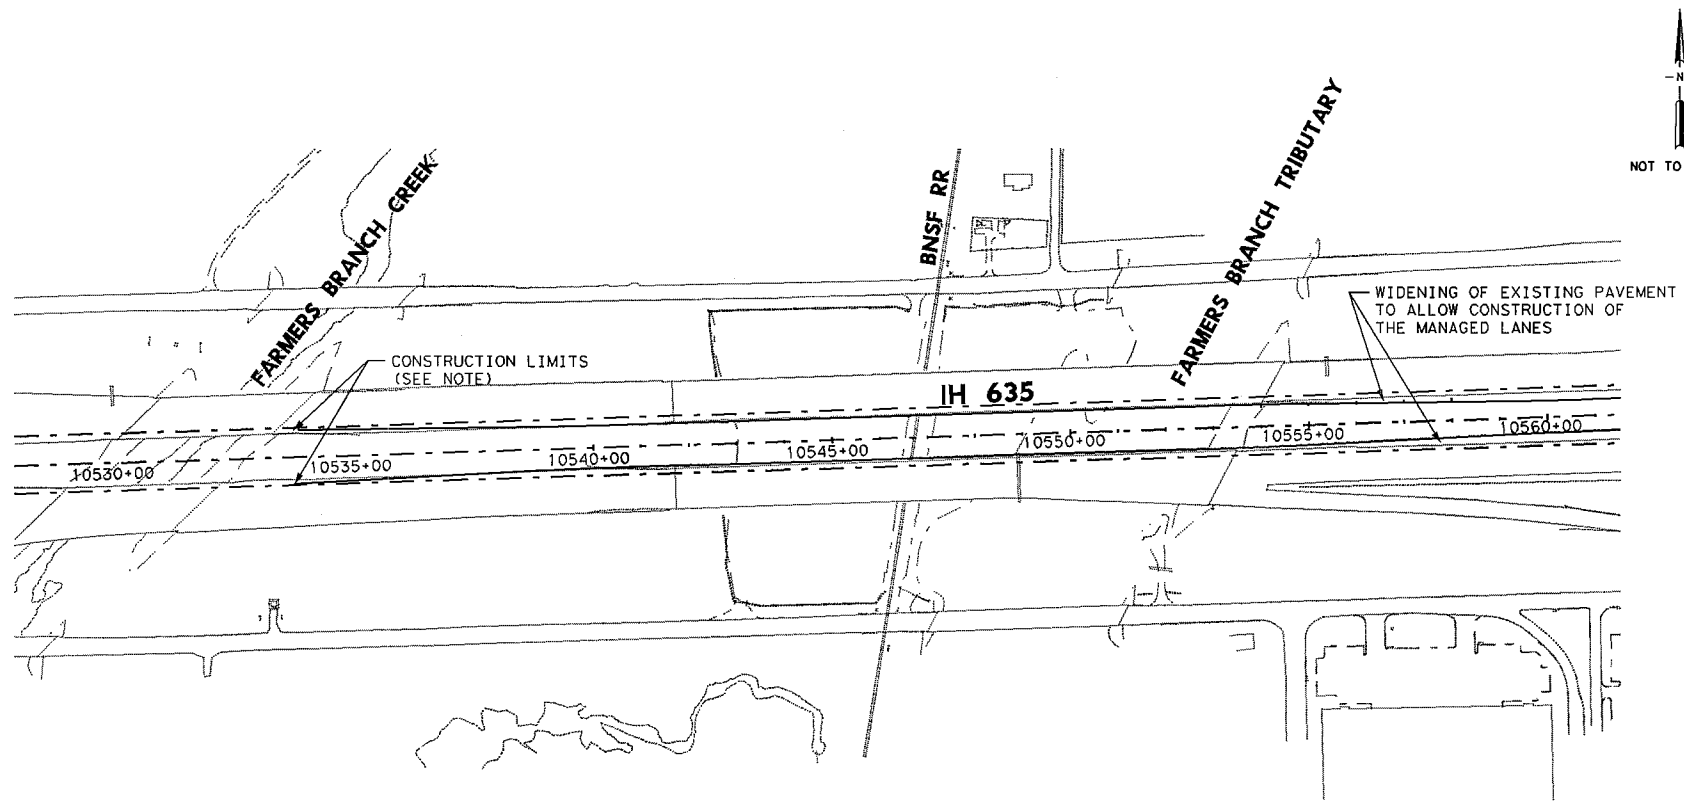 -N-
NOT TO
FARMERS BRANCH CREEK
BNSF RR
FARMERS BRANCH TRIBUTARY
WIDENING OF EXISTING PAVEMENT
TO ALLOW CONSTRUCTION OF
THE MANAGED LANES
CONSTRUCTION LIMITS
(SEE NOTE)
IH 635
10530+00
10535+00
10540+00
10545+00
10550+00
10555+00
10560+00